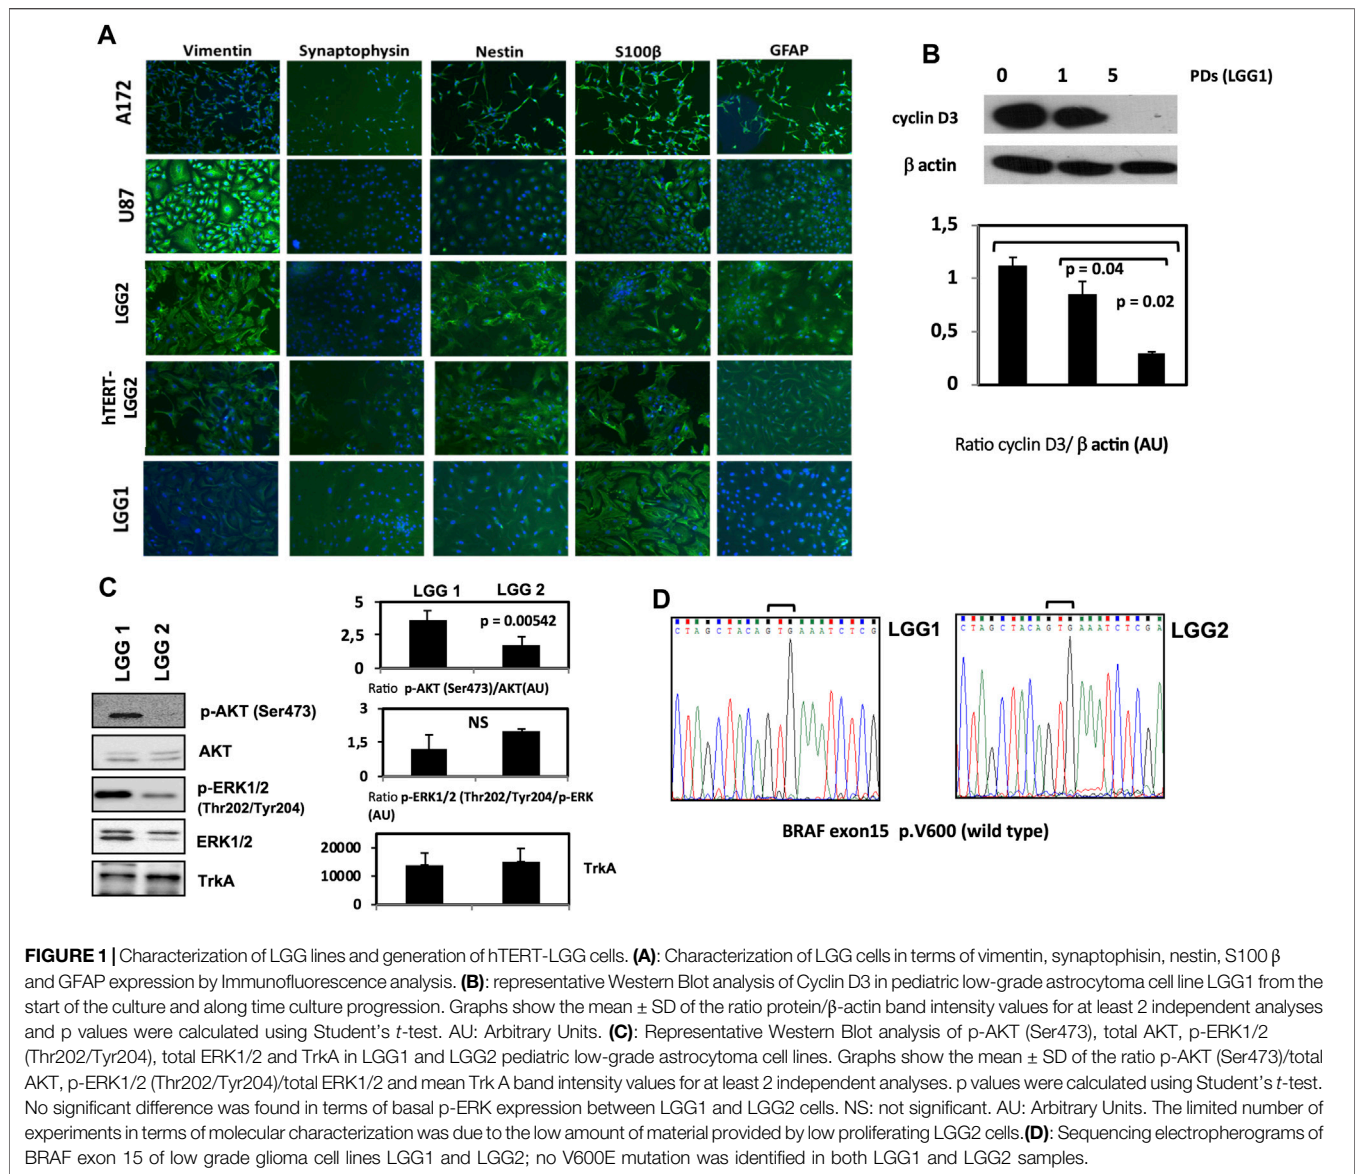 A
Vimentin Synaptophysin Nestin S100β GFAP
A172
U87
LGG2
hTERT-
LGG2
LGG1
B
0 1 5 PDs (LGG1)
cyclin D3
β actin
1,5
1
0,5
0
p = 0.04
p = 0.02
Ratio cyclin D3/ β actin (AU)
C
LGG 1 LGG 2
p-AKT (Ser473)
AKT
p-ERK1/2
(Thr202/Tyr204)
ERK1/2
TrkA
LGG 1 LGG 2
5
2,5
0
p = 0.00542
Ratio p-AKT (Ser473)/AKT(AU)
3
1,5
0
NS
Ratio p-ERK1/2 (Thr202/Tyr204/p-ERK
(AU)
20000
10000
0
TrkA
D
CTAGCTACAGTGAAATCTCG
LGG1
CTAGCTACAGTGAAATCTCGA
LGG2
BRAF exon15 p.V600 (wild type)
FIGURE 1 | Characterization of LGG lines and generation of hTERT-LGG cells. (A): Characterization of LGG cells in terms of vimentin, synaptophisin, nestin, S100 β
and GFAP expression by Immunofluorescence analysis. (B): representative Western Blot analysis of Cyclin D3 in pediatric low-grade astrocytoma cell line LGG1 from the
start of the culture and along time culture progression. Graphs show the mean ± SD of the ratio protein/β-actin band intensity values for at least 2 independent analyses
and p values were calculated using Student's t-test. AU: Arbitrary Units. (C): Representative Western Blot analysis of p-AKT (Ser473), total AKT, p-ERK1/2
(Thr202/Tyr204), total ERK1/2 and TrkA in LGG1 and LGG2 pediatric low-grade astrocytoma cell lines. Graphs show the mean ± SD of the ratio p-AKT (Ser473)/total
AKT, p-ERK1/2 (Thr202/Tyr204)/total ERK1/2 and mean Trk A band intensity values for at least 2 independent analyses. p values were calculated using Student's t-test.
No significant difference was found in terms of basal p-ERK expression between LGG1 and LGG2 cells. NS: not significant. AU: Arbitrary Units. The limited number of
experiments in terms of molecular characterization was due to the low amount of material provided by low proliferating LGG2 cells.(D): Sequencing electropherograms of
BRAF exon 15 of low grade glioma cell lines LGG1 and LGG2; no V600E mutation was identified in both LGG1 and LGG2 samples.